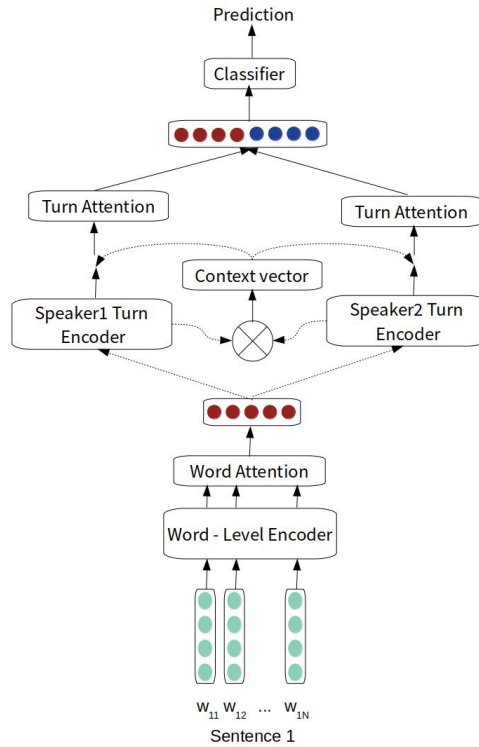 Prediction
Classifier
Turn Attention
Turn Attention
Context vector
Speaker1 Turn
Encoder
Speaker2 Turn
Encoder
Word Attention
Word - Level Encoder
w11 w12 ... w1N
Sentence 1